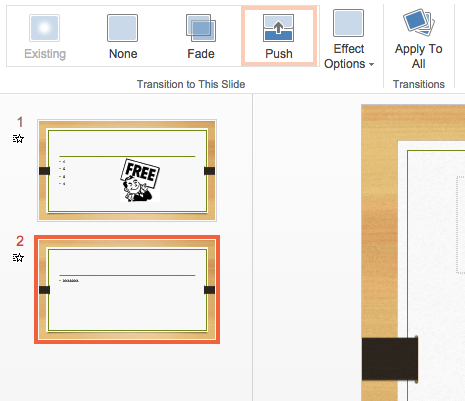 Existing
None
Fade
Push
Effect
Options
Apply To
All
Transition to This Slide
Transitions
1
FREE
2